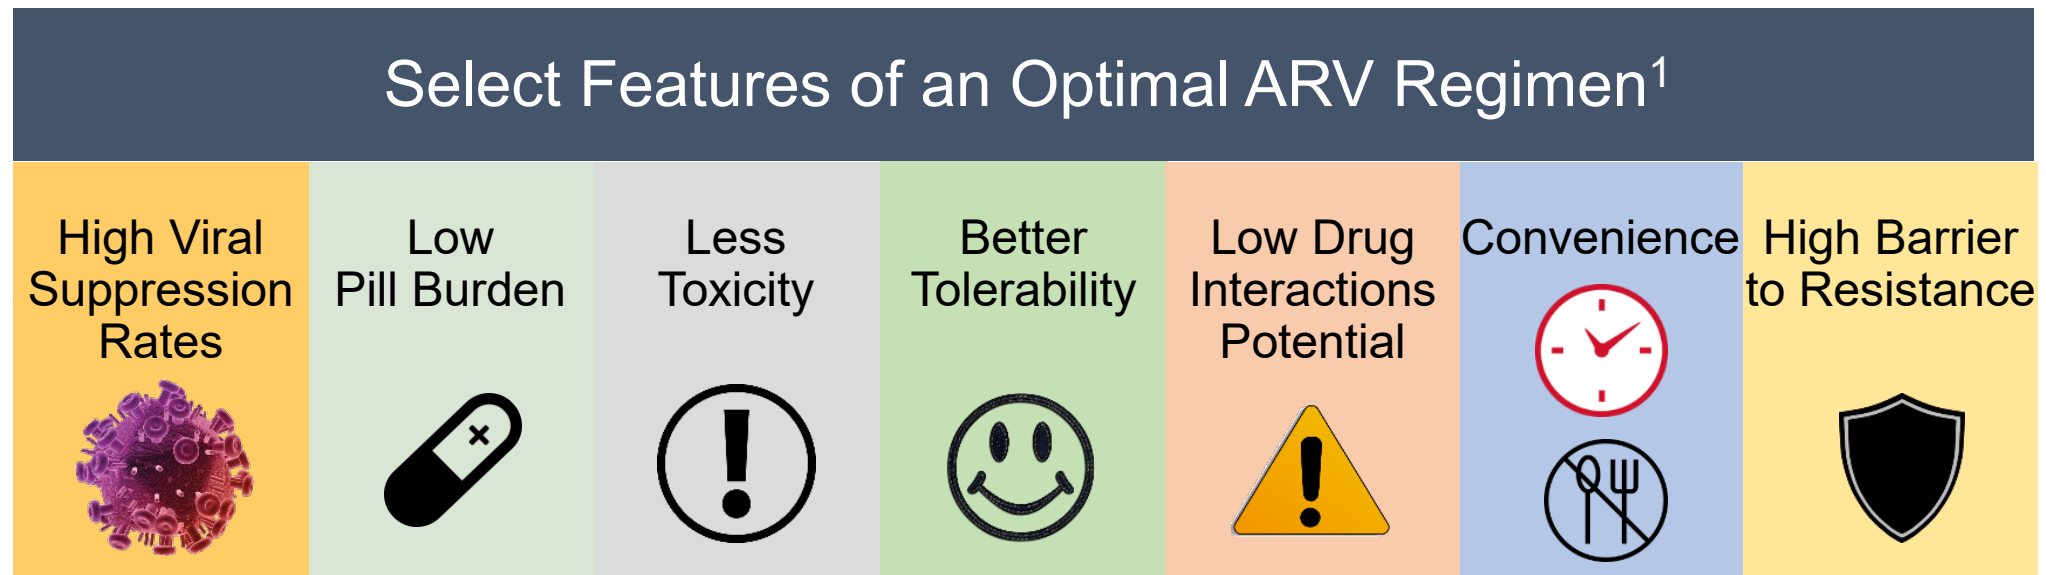 Select Features of an Optimal ARV Regimen¹
High Viral
Suppression
Rates
Low
Pill Burden
Less
Toxicity
Better
Tolerability
Low Drug
Interactions
Potential
Convenience
High Barrier
to Resistance